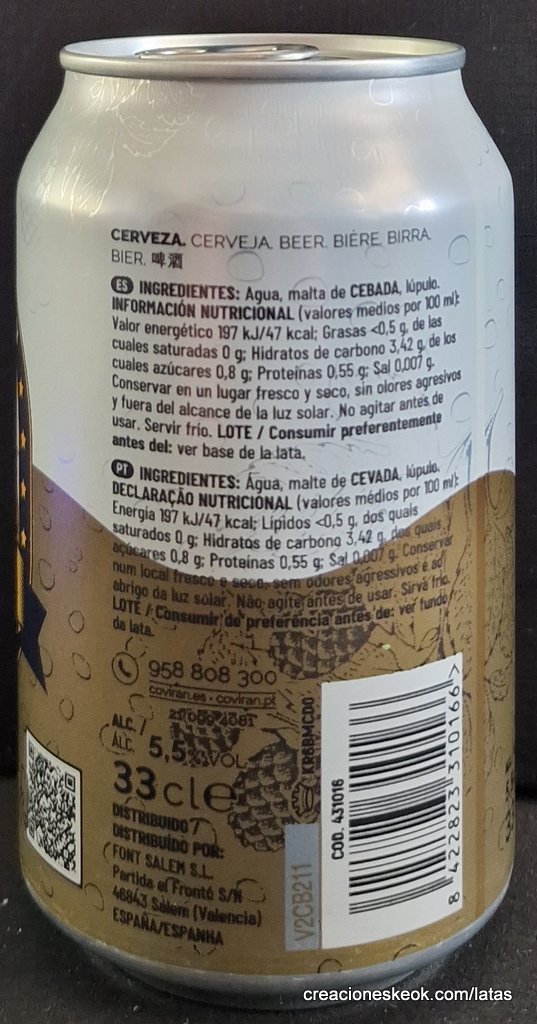 CERVEZA. CERVEJA. BEER. BIÈRE. BIRRA.
BIER. 啤酒
ES INGREDIENTES: Agua, malta de CEBADA, lúpulo.
INFORMACIÓN NUTRICIONAL (valores medios por 100 ml):
Valor energético 197 kJ/47 kcal; Grasas <0,5 g, de las
cuales saturadas 0 g; Hidratos de carbono 3,42 g, de los
cuales azúcares 0,8 g; Proteínas 0,55 g; Sal 0,007 g.
Conservar en un lugar fresco y seco, sin olores agresivos
y fuera del alcance de la luz solar. No agitar antes de
usar. Servir frío. LOTE / Consumir preferentemente
antes del: ver base de la lata.
PT INGREDIENTES: Água, malte de CEVADA, lúpulo.
DECLARAÇÃO NUTRICIONAL (valores médios por 100 ml):
Energia 197 kJ/47 kcal; Lípidos <0,5 g, dos quais
saturados 0 g; Hidratos de carbono 3,42 g, dos quais
açúcares 0,8 g; Proteínas 0,55 g; Sal 0,007 g. Conservar
num local fresco e seco, sem odores agressivos e ao
abrigo da luz solar. Não agite antes de usar. Sirva frio.
LOTE / Consumir de preferência antes de: ver fundo
da lata.
958 808 300
coviran.es - coviran.pt
ALC. /
ÁLC. 5,5% VOL
33cle
DISTRIBUIDO /
DISTRIBUÍDO POR:
FONT SALEM S.L.
Partida el Frontó S/N
46843 Salem (Valencia)
ESPAÑA/ESPANHA
V2CB211
COD. 431016
8 422823 310166 >
creacioneskeok.com/latas